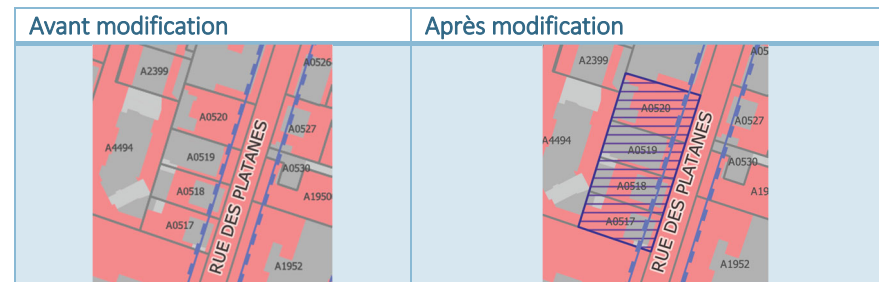 Avant modification
Après modification
A2399
A0526
A0520
A0527
A4494
A0519
A0530
A0518
A1950
A0517
RUE DES PLATANES
A1952
A2399
A05
A0520
A0527
A4494
A0519
A0530
A0518
A19
A0517
RUE DES PLATANES
A1952